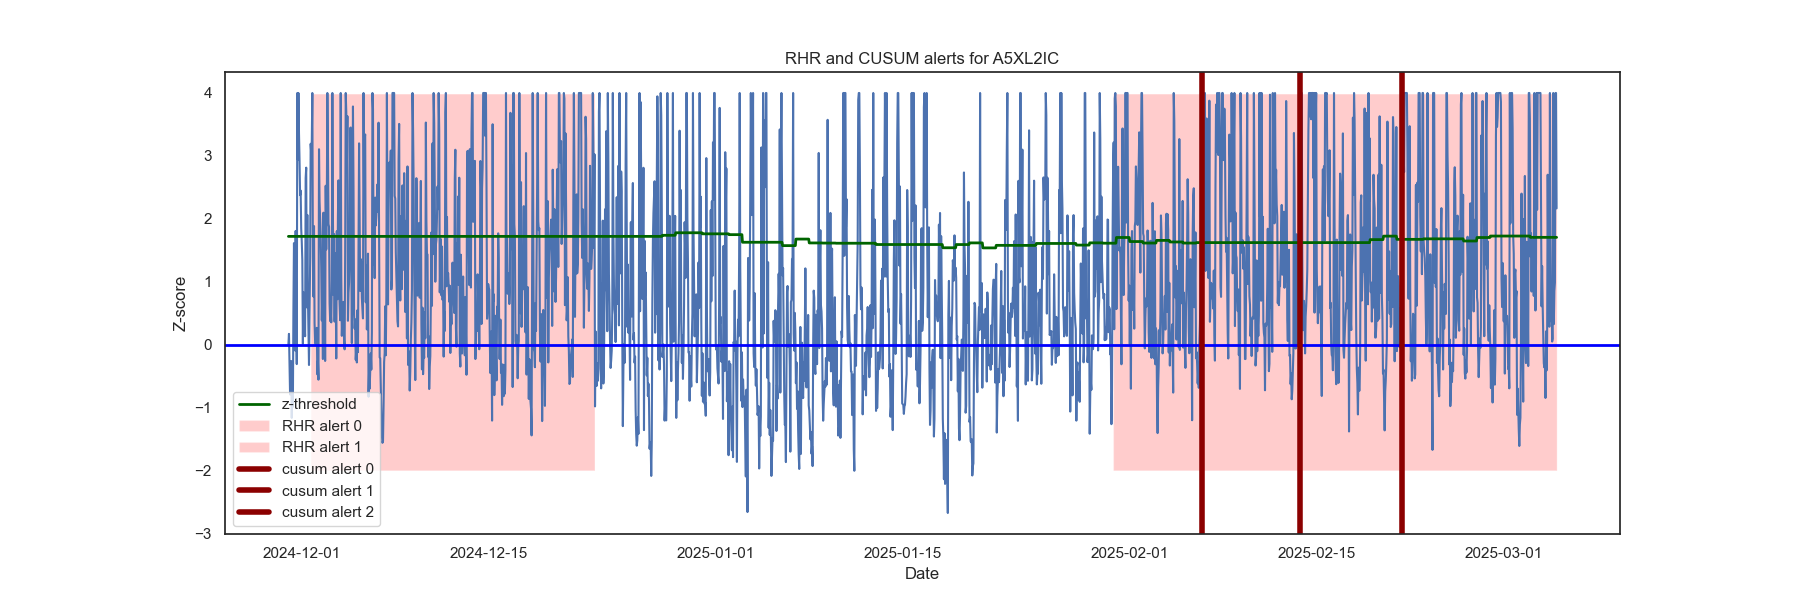 RHR and CUSUM alerts for A5XL2IC
4
3
2
1
0
−1
−2
−3
Z-score
z-threshold
RHR alert 0
RHR alert 1
cusum alert 0
cusum alert 1
cusum alert 2
2024-12-01 2024-12-15 2025-01-01 2025-01-15 2025-02-01 2025-02-15 2025-03-01
Date